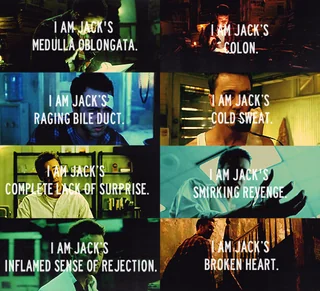 I AM JACK'S
MEDULLA OBLONGATA.
I AM JACK'S
COLON.
I AM JACK'S
RAGING BILE DUCT.
I AM JACK'S
COLD SWEAT.
I AM JACK'S
COMPLETE LACK OF SURPRISE.
I AM JACK'S
SMIRKING REVENGE.
I AM JACK'S
INFLAMED SENSE OF REJECTION.
I AM JACK'S
BROKEN HEART.